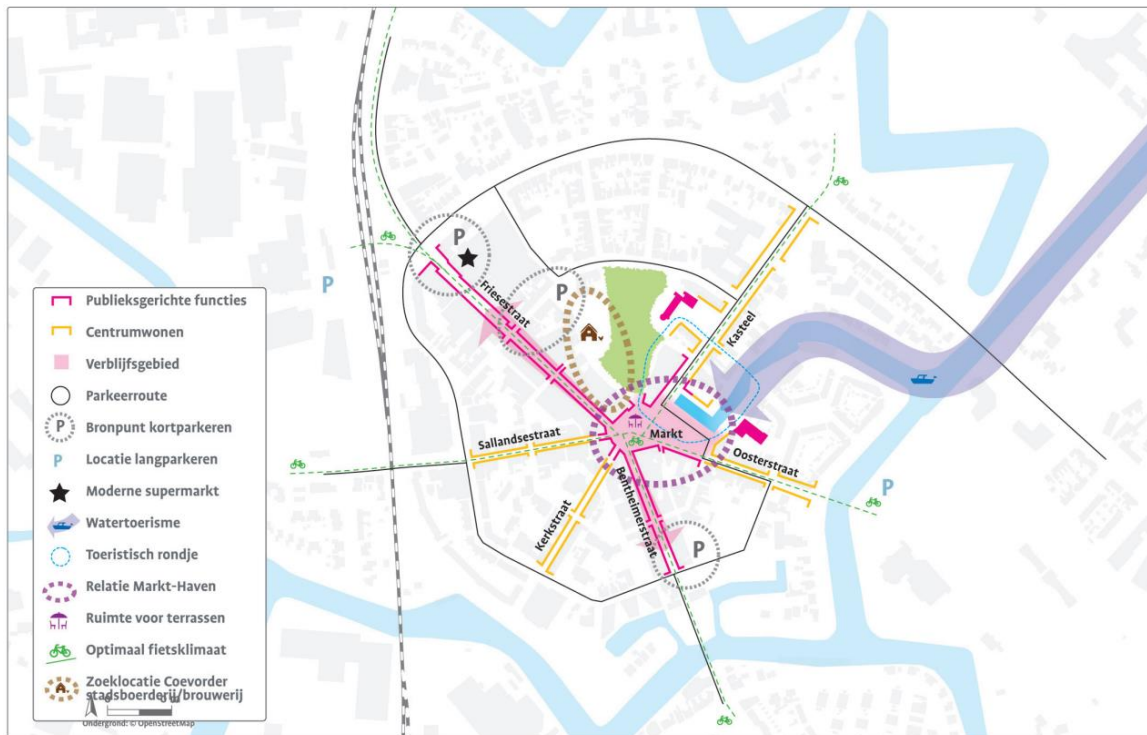 P
P
P
Friesestraat
Kasteel
Publieksgerichte functies
Centrumwonen
Verblijfsgebied
Parkeerroute
P Bronpunt kortparkeren
P Locatie langparkeren
Moderne supermarkt
Watertoerisme
Toeristisch rondje
Relatie Markt-Haven
Ruimte voor terrassen
Optimaal fietsklimaat
Zoeklocatie Coevorder
stadsboerderij/brouwerij
Ondergrond: © OpenStreetMap
Sallandsestraat
Markt
Oosterstraat
Kerkstraat
Bentheimerstraat
P
P